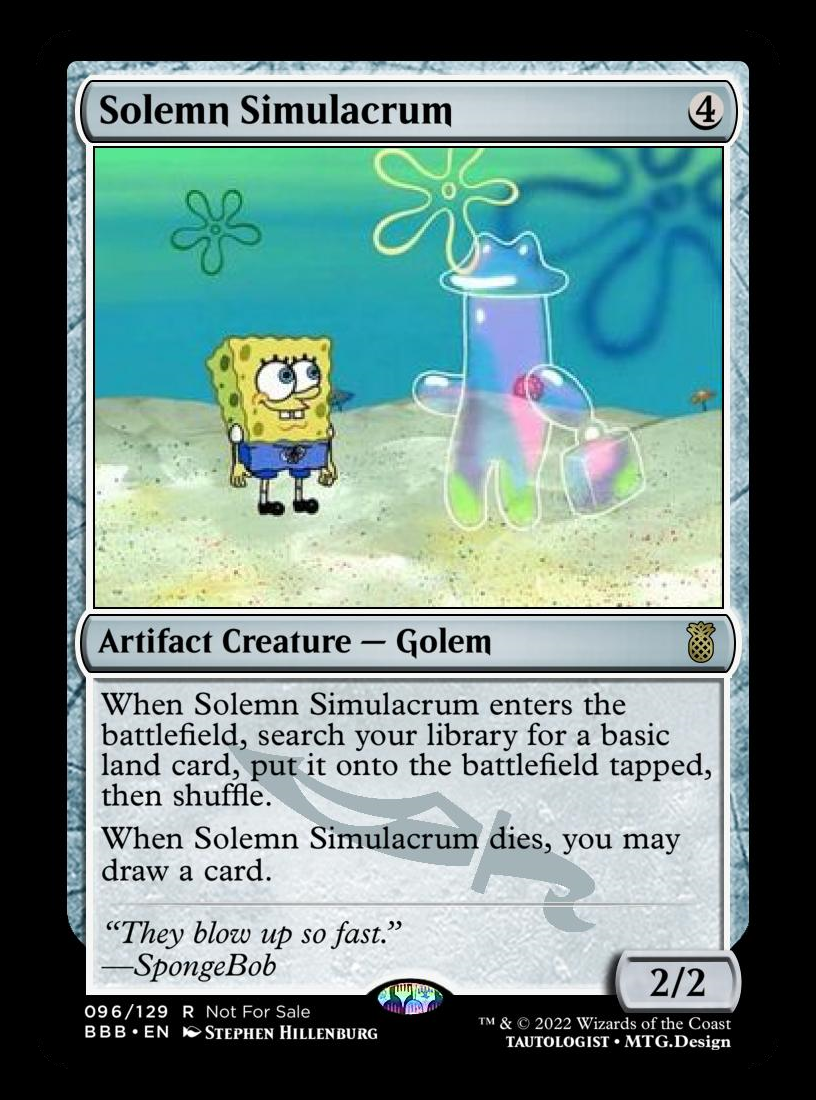 Solemn Simulacrum 4
Artifact Creature — Golem
When Solemn Simulacrum enters the
battlefield, search your library for a basic
land card, put it onto the battlefield tapped,
then shuffle.
When Solemn Simulacrum dies, you may
draw a card.
“They blow up so fast.”
—SpongeBob
2/2
096/129 R Not For Sale
BBB • EN Stephen Hillenburg
™ & © 2022 Wizards of the Coast
TAUTOLOGIST • MTG.Design